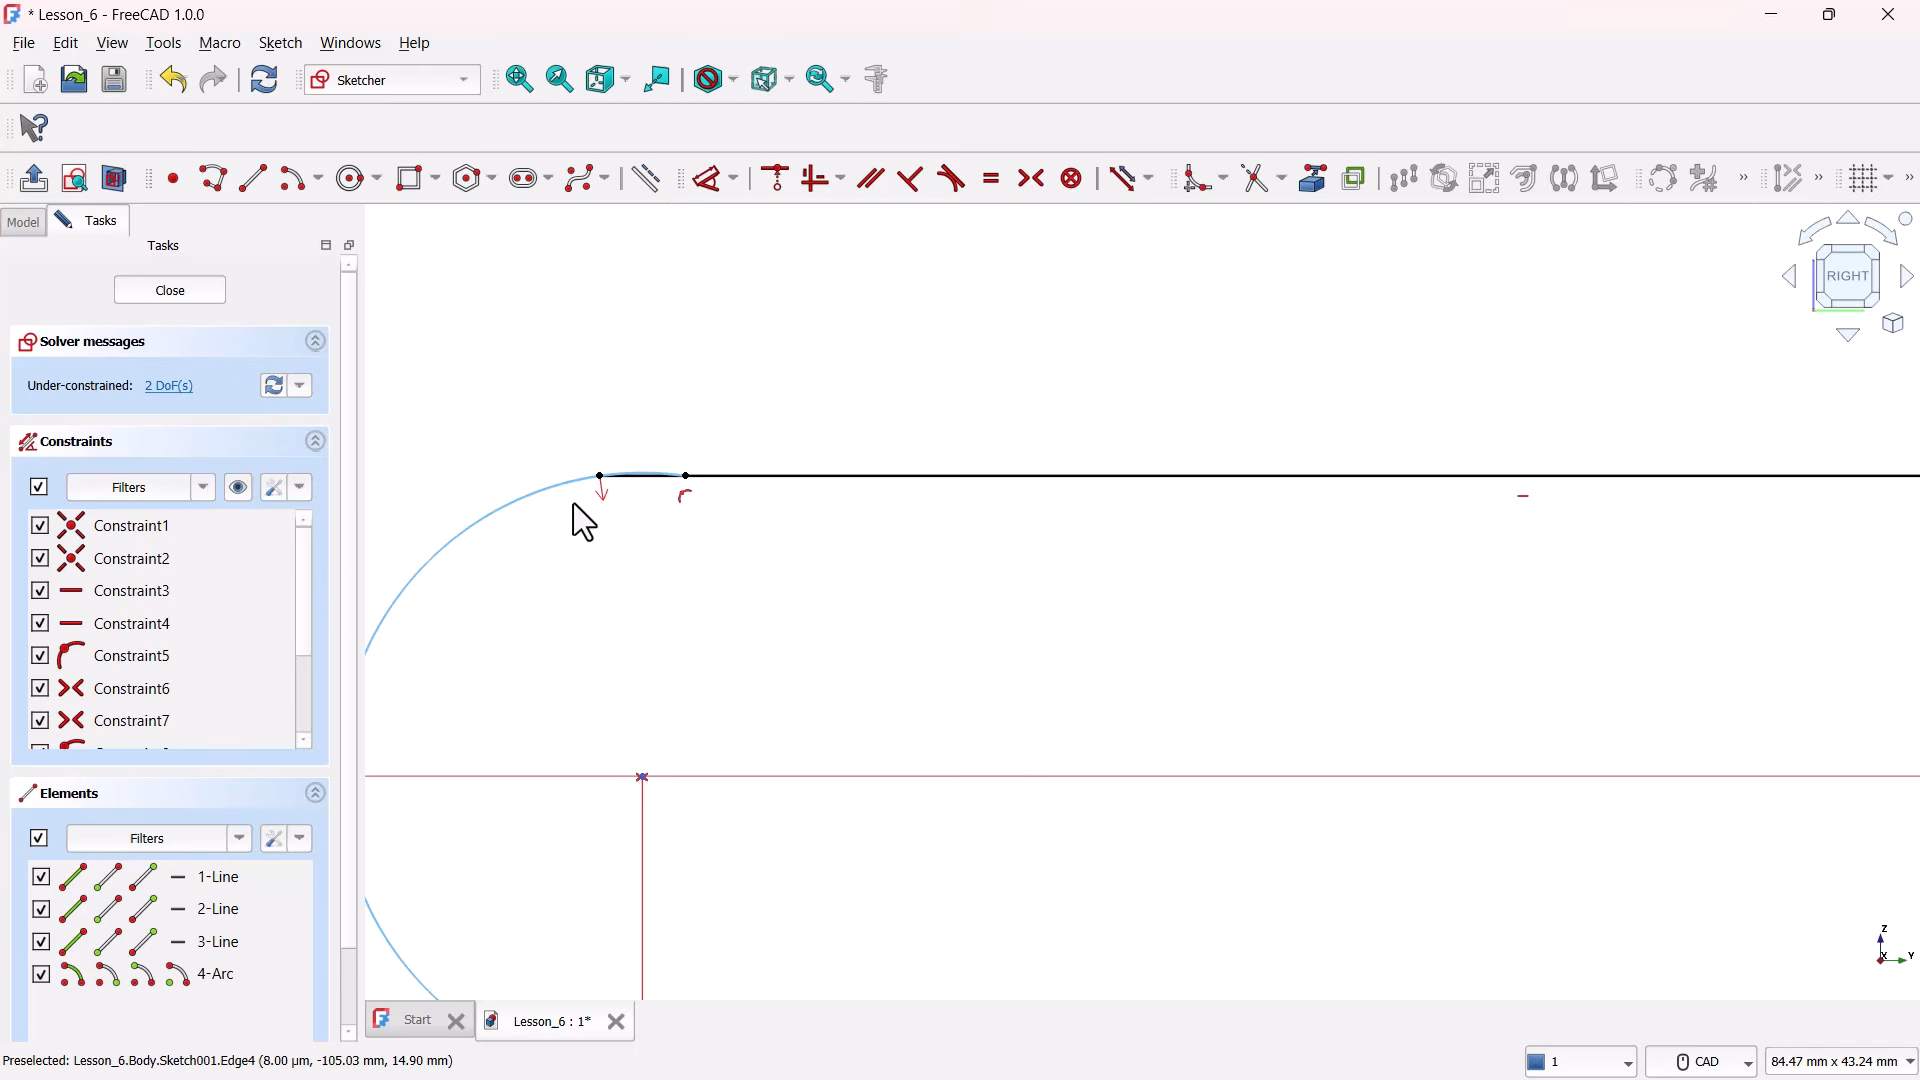 * Lesson_6 - FreeCAD 1.0.0
File Edit View Tools Macro Sketch Windows Help
Sketcher
Model Tasks
Tasks
Close
Solver messages
Under-constrained: 2 DoF(s)
Constraints
Filters
Constraint1
Constraint2
Constraint3
Constraint4
Constraint5
Constraint6
Constraint7
Elements
Filters
1-Line
2-Line
3-Line
4-Arc
RIGHT
Z
X Y
Start Lesson_6 : 1*
Preselected: Lesson_6.Body.Sketch001.Edge4 (8.00 µm, -105.03 mm, 14.90 mm)
1 CAD 84.47 mm x 43.24 mm